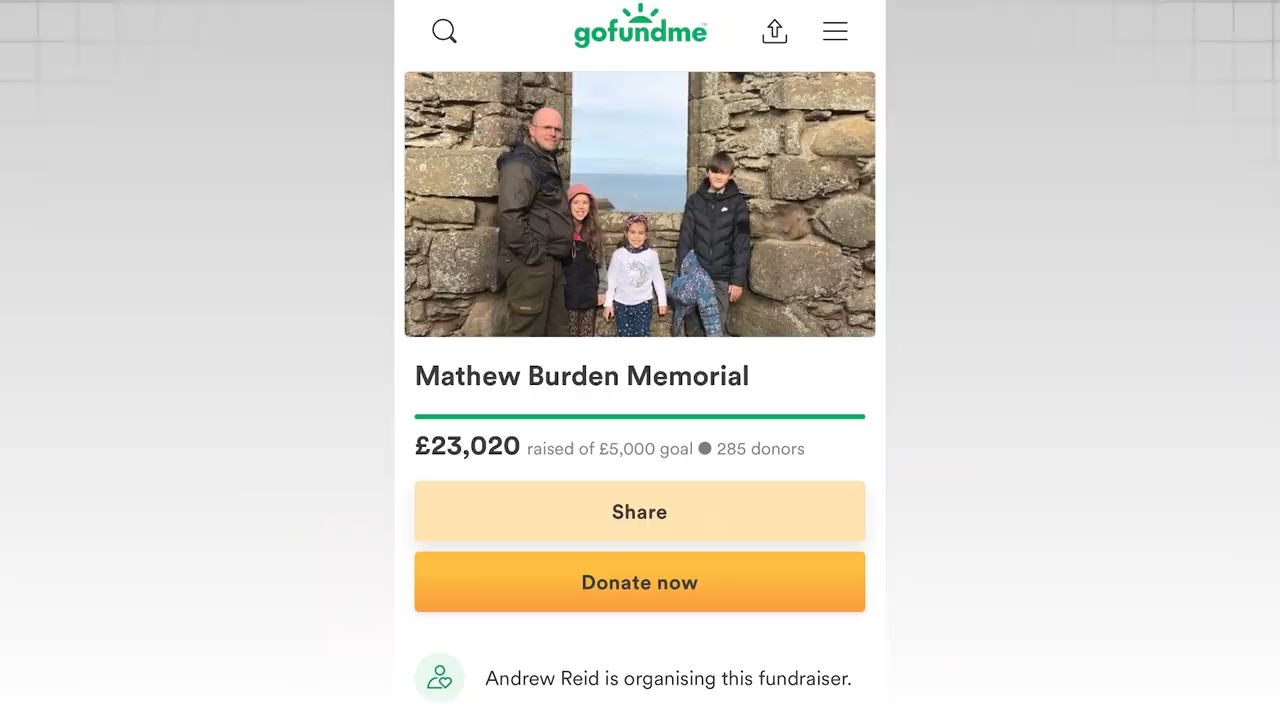 gofundme
Mathew Burden Memorial
£23,020 raised of £5,000 goal ● 285 donors
Share
Donate now
Andrew Reid is organising this fundraiser.